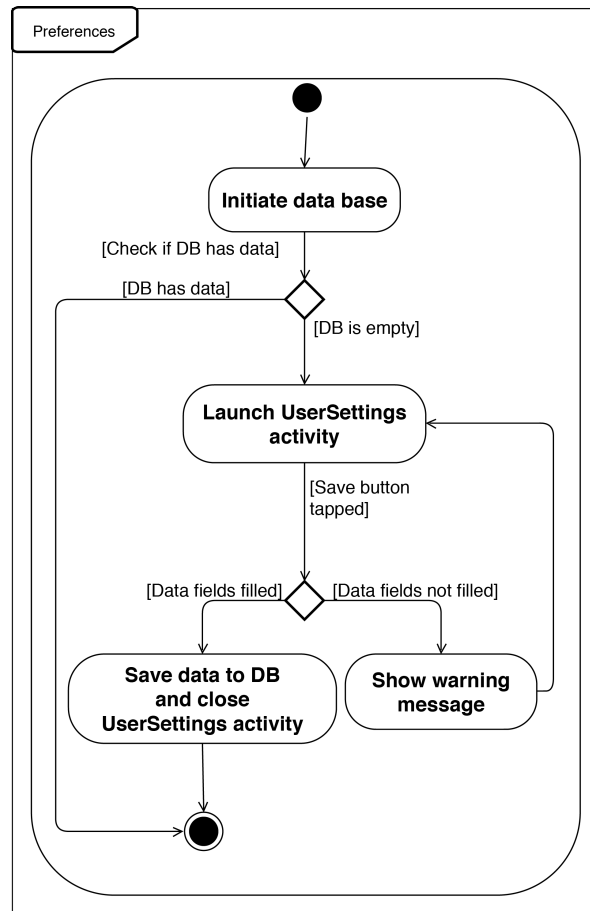 Preferences
Initiate data base
[Check if DB has data]
[DB has data]
[DB is empty]
Launch UserSettings
activity
[Save button
tapped]
[Data fields filled]
[Data fields not filled]
Save data to DB
and close
UserSettings activity
Show warning
message